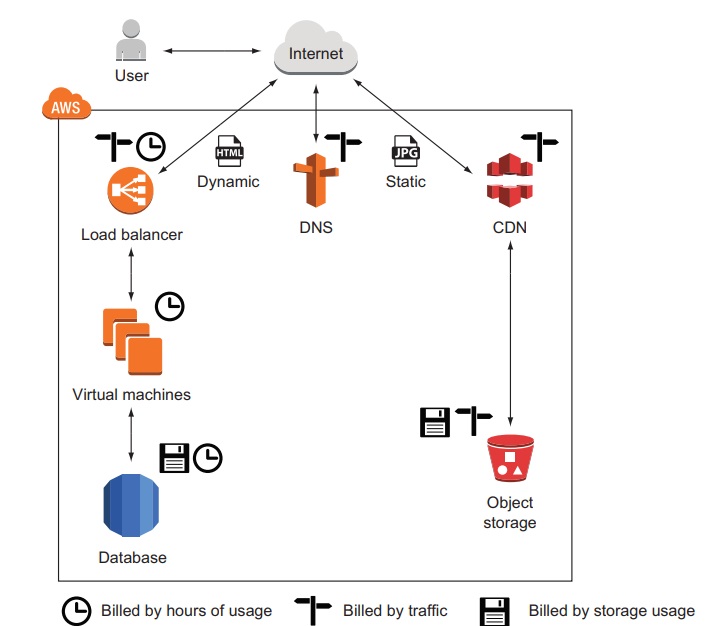 User
Internet
AWS
HTML
JPG
Dynamic
Static
Load balancer
DNS
CDN
Virtual machines
Object
storage
Database
Billed by hours of usage
Billed by traffic
Billed by storage usage